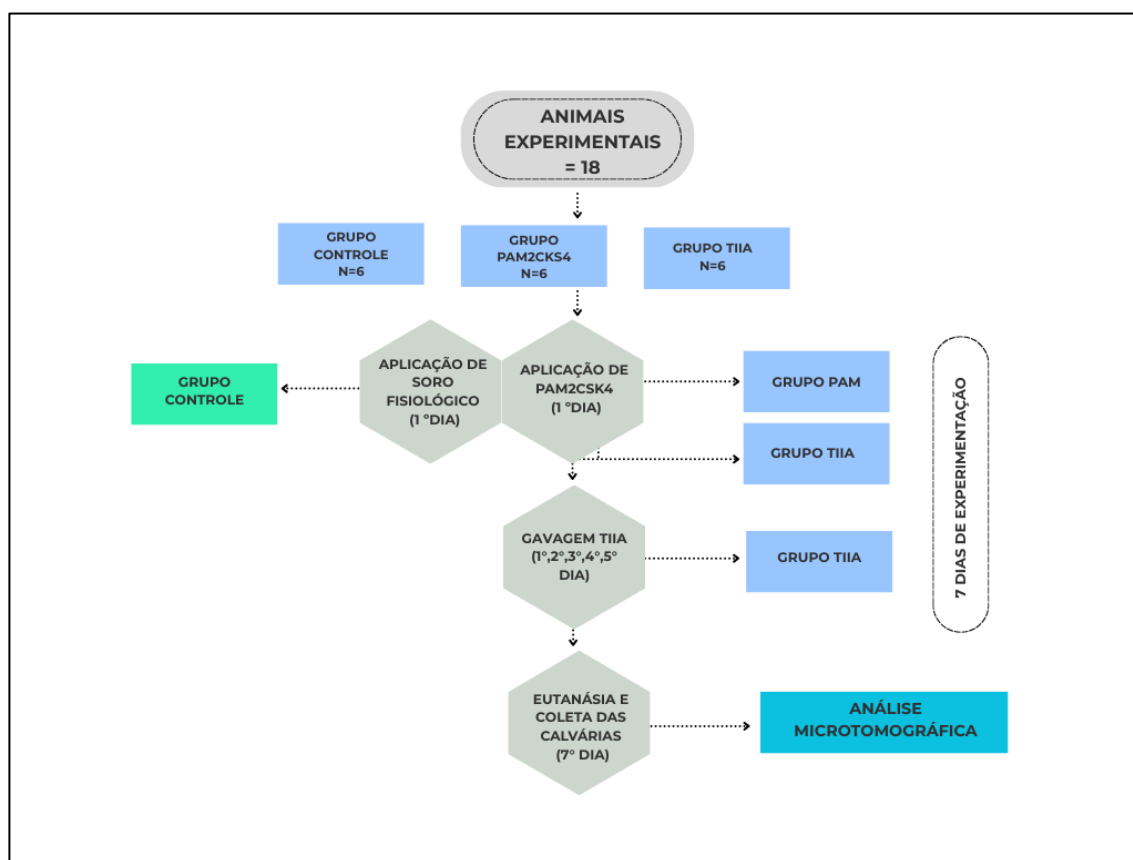 ANIMAIS
EXPERIMENTAIS
= 18
GRUPO
CONTROLE
N=6
GRUPO
PAM2CKS4
N=6
GRUPO TIIA
N=6
APLICAÇÃO DE
SORO
FISIOLÓGICO
(1 ºDIA)
APLICAÇÃO DE
PAM2CSK4
(1 ºDIA)
GRUPO
CONTROLE
GRUPO PAM
GRUPO TIIA
GAVAGEM TIIA
(1°,2°,3°,4°,5°
DIA)
GRUPO TIIA
7 DIAS DE EXPERIMENTAÇÃO
EUTANÁSIA E
COLETA DAS
CALVÁRIAS
(7° DIA)
ANÁLISE
MICROTOMOGRÁFICA